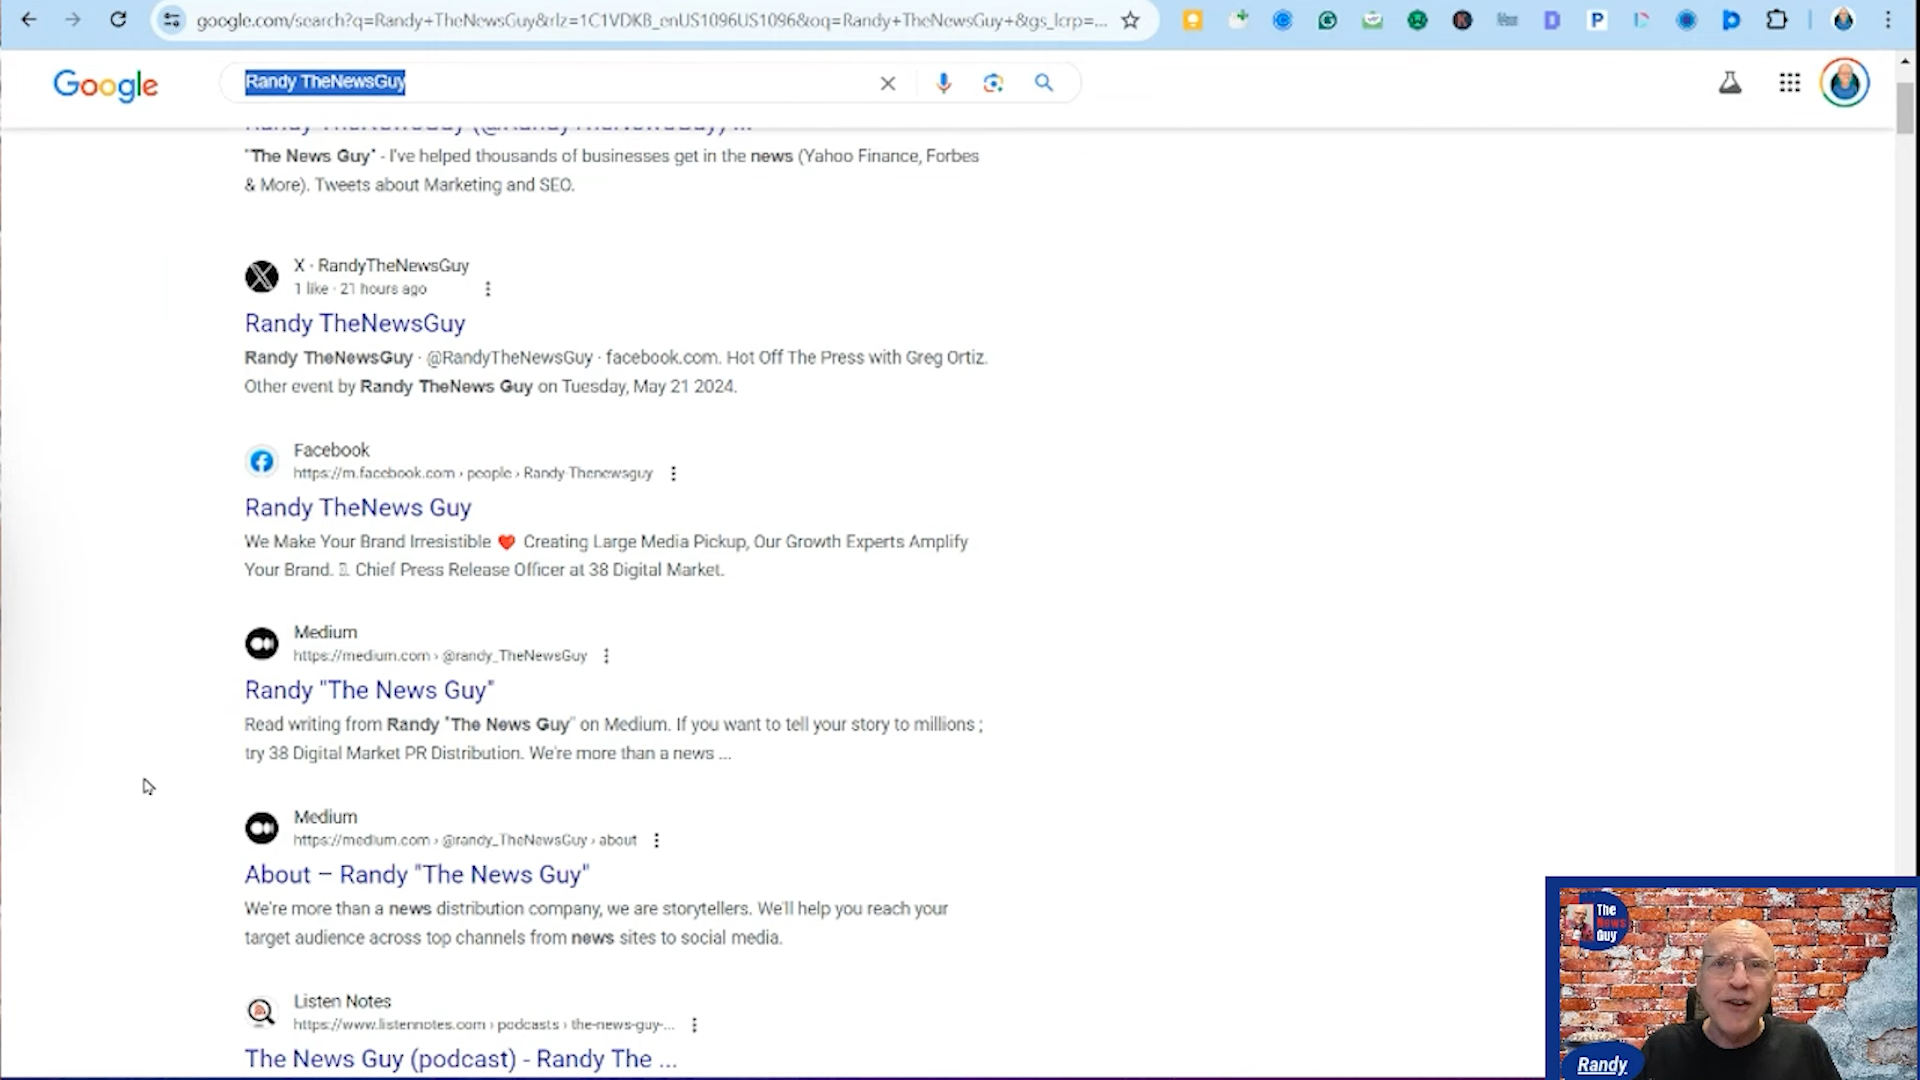 google.com/search?q=Randy+TheNewsGuy&rlz=1C1VDKB_enUS1096US1096&oq=Randy+TheNewsGuy+&gs_lcrp=...
Google
Randy TheNewsGuy
Randy TheNewsGuy (@RandyTheNewsGuy) ...
"The News Guy" - I've helped thousands of businesses get in the news (Yahoo Finance, Forbes
& More). Tweets about Marketing and SEO.
X · RandyTheNewsGuy
1 like · 21 hours ago
Randy TheNewsGuy
Randy TheNewsGuy · @RandyTheNewsGuy · facebook.com. Hot Off The Press with Greg Ortiz.
Other event by Randy TheNews Guy on Tuesday, May 21 2024.
Facebook
https://m.facebook.com › people › Randy-Thenewsguy
Randy TheNews Guy
We Make Your Brand Irresistible ❤️ Creating Large Media Pickup, Our Growth Experts Amplify
Your Brand. Chief Press Release Officer at 38 Digital Market.
Medium
https://medium.com › @randy_TheNewsGuy
Randy "The News Guy"
Read writing from Randy "The News Guy" on Medium. If you want to tell your story to millions ;
try 38 Digital Market PR Distribution. We're more than a news ...
Medium
https://medium.com › @randy_TheNewsGuy › about
About – Randy "The News Guy"
We're more than a news distribution company, we are storytellers. We'll help you reach your
target audience across top channels from news sites to social media.
Listen Notes
https://www.listennotes.com › podcasts › the-news-guy-...
The News Guy (podcast) - Randy The ...
The
News
Guy
Randy